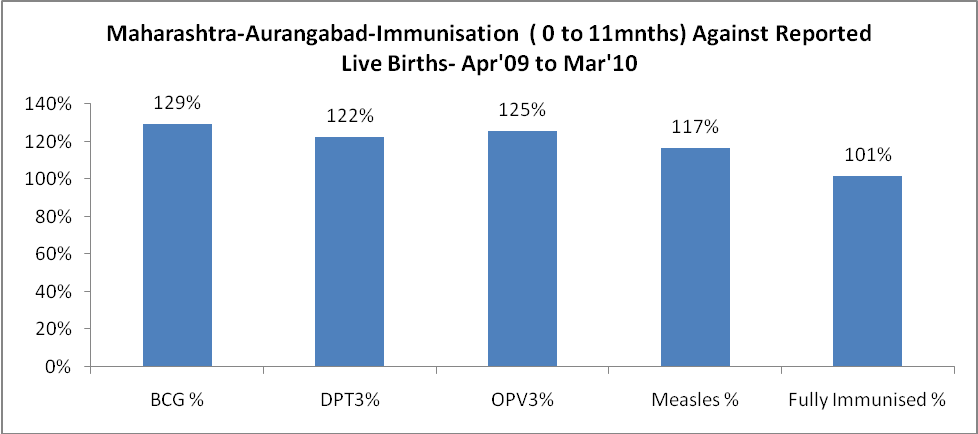 Maharashtra-Aurangabad-Immunisation ( 0 to 11mnths) Against Reported
Live Births- Apr'09 to Mar'10
140%
120%
100%
80%
60%
40%
20%
0%
129%
122%
125%
117%
101%
BCG %
DPT3%
OPV3%
Measles %
Fully Immunised %